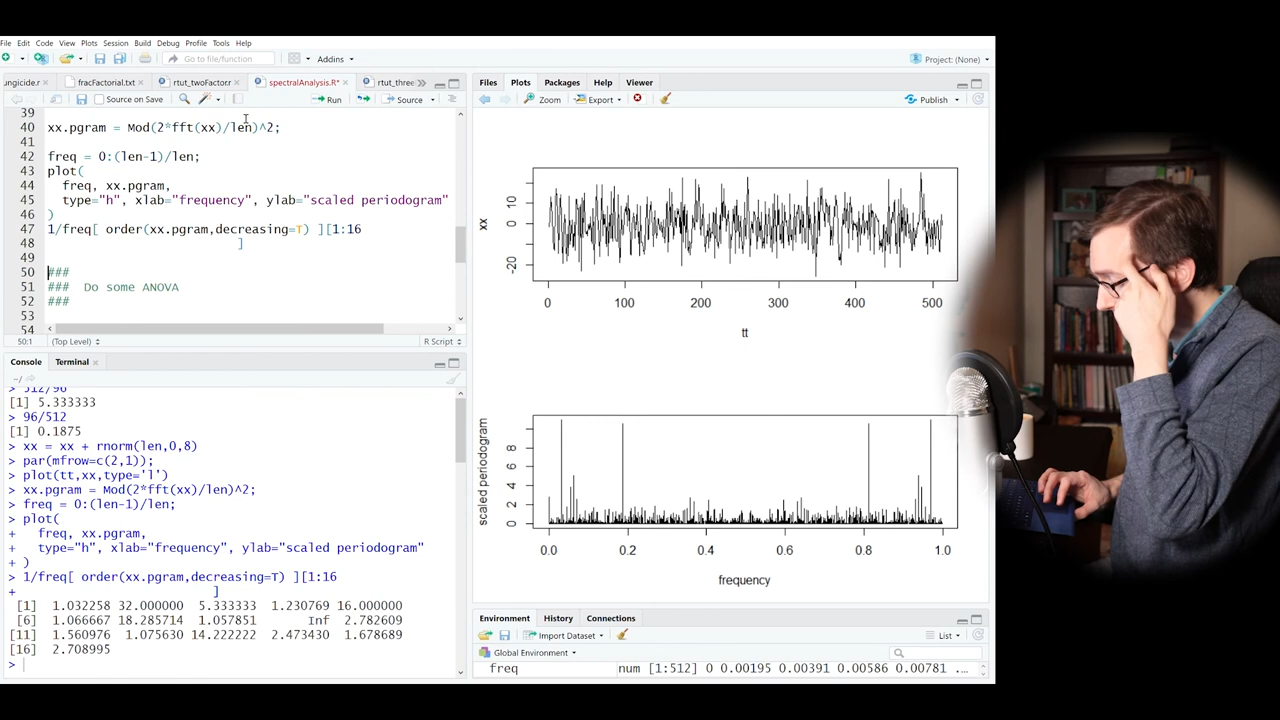 File Edit Code View Plots Session Build Debug Profile Tools Help
Go to file/function Addins Project: (None)
ungicide.r fracFactorial.txt rtut_twoFactor.r spectralAnalysis.R* rtut_three
Source on Save Run Source
39
40 xx.pgram = Mod(2*fft(xx)/len)^2;
41
42 freq = 0:(len-1)/len;
43 plot(
44 freq, xx.pgram,
45 type="h", xlab="frequency", ylab="scaled periodogram"
46 )
47 1/freq[ order(xx.pgram,decreasing=T) ][1:16
48 ]
49
50 ###
51 ### Do some ANOVA
52 ###
53
54
50:1 (Top Level) R Script
Console Terminal
~/
> 512/96
[1] 5.333333
> 96/512
[1] 0.1875
> xx = xx + rnorm(len,0,8)
> par(mfrow=c(2,1));
> plot(tt,xx,type='l')
> xx.pgram = Mod(2*fft(xx)/len)^2;
> freq = 0:(len-1)/len;
> plot(
+ freq, xx.pgram,
+ type="h", xlab="frequency", ylab="scaled periodogram"
+ )
> 1/freq[ order(xx.pgram,decreasing=T) ][1:16
+ ]
[1] 1.032258 32.000000 5.333333 1.230769 16.000000
[6] 1.066667 18.285714 1.057851 Inf 2.782609
[11] 1.560976 1.075630 14.222222 2.473430 1.678689
[16] 2.708995
>
Files Plots Packages Help Viewer
Zoom Export Publish
xx
10
0
-20
0 100 200 300 400 500
tt
scaled periodogram
8
6
4
2
0
0.0 0.2 0.4 0.6 0.8 1.0
frequency
Environment History Connections
Import Dataset List
Global Environment
freq num [1:512] 0 0.00195 0.00391 0.00586 0.00781 ...